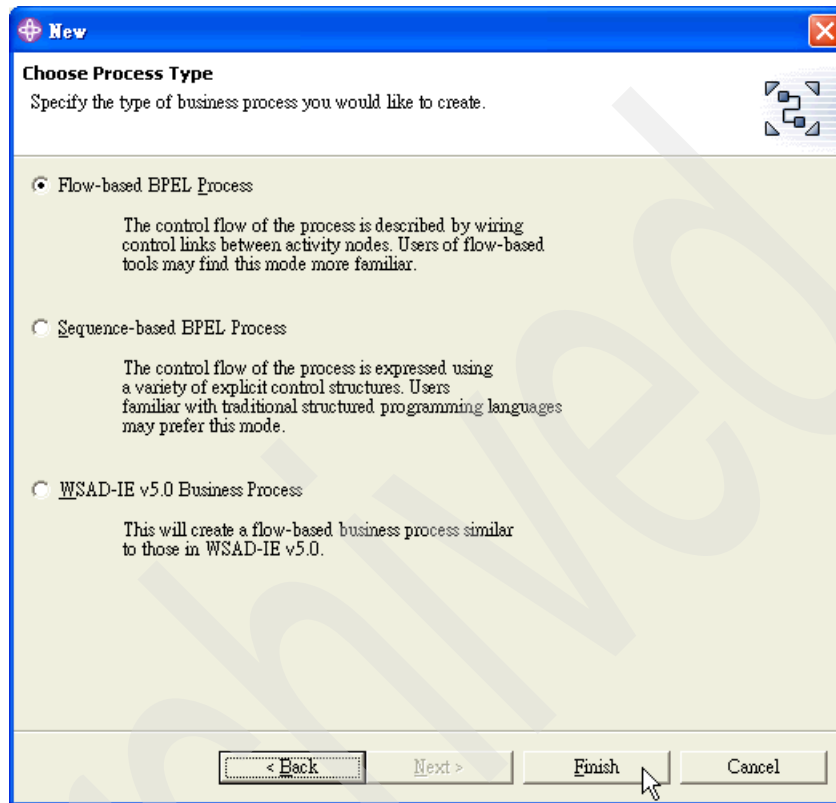 New
Choose Process Type
Specify the type of business process you would like to create.
Flow-based BPEL Process
The control flow of the process is described by wiring
control links between activity nodes. Users of flow-based
tools may find this mode more familiar.
Sequence-based BPEL Process
The control flow of the process is expressed using
a variety of explicit control structures. Users
familiar with traditional structured programming languages
may prefer this mode.
WSAD-IE v5.0 Business Process
This will create a flow-based business process similar
to those in WSAD-IE v5.0.
< Back
Next >
Finish
Cancel